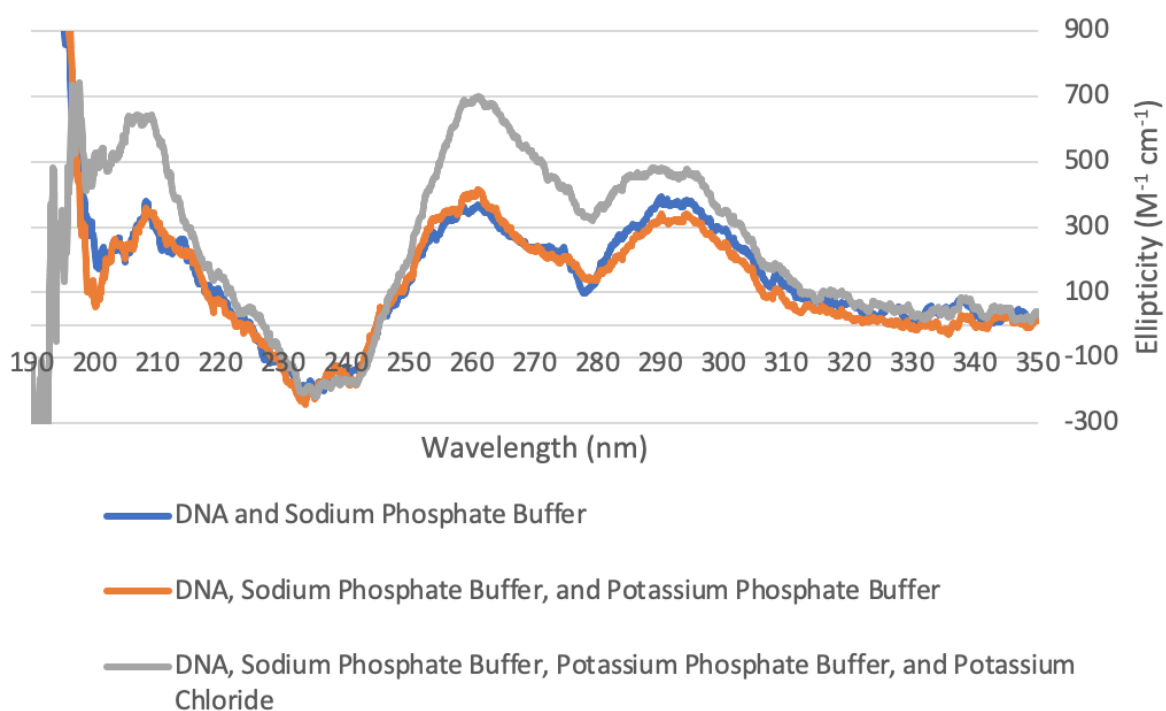 900
700
500
300
100
-100
-300
Ellipticity (M⁻¹ cm⁻¹)
190 200 210 220 230 240 250 260 270 280 290 300 310 320 330 340 350
Wavelength (nm)
DNA and Sodium Phosphate Buffer
DNA, Sodium Phosphate Buffer, and Potassium Phosphate Buffer
DNA, Sodium Phosphate Buffer, Potassium Phosphate Buffer, and Potassium
Chloride